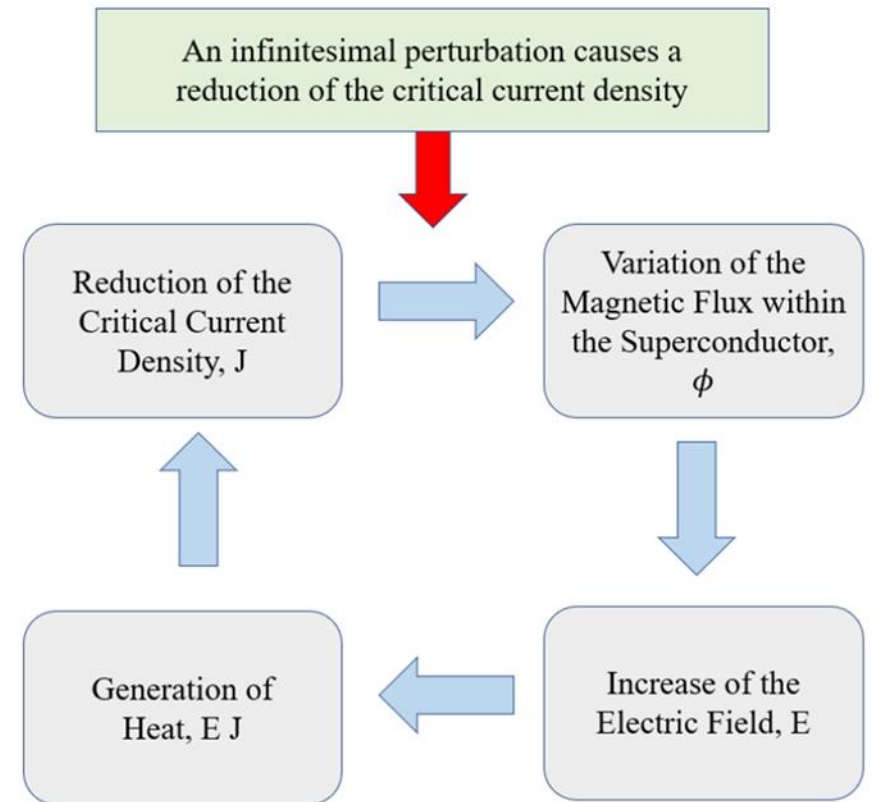 An infinitesimal perturbation causes a
reduction of the critical current density
Reduction of the
Critical Current
Density, J
Variation of the
Magnetic Flux within
the Superconductor,
ϕ
Generation of
Heat, E J
Increase of the
Electric Field, E